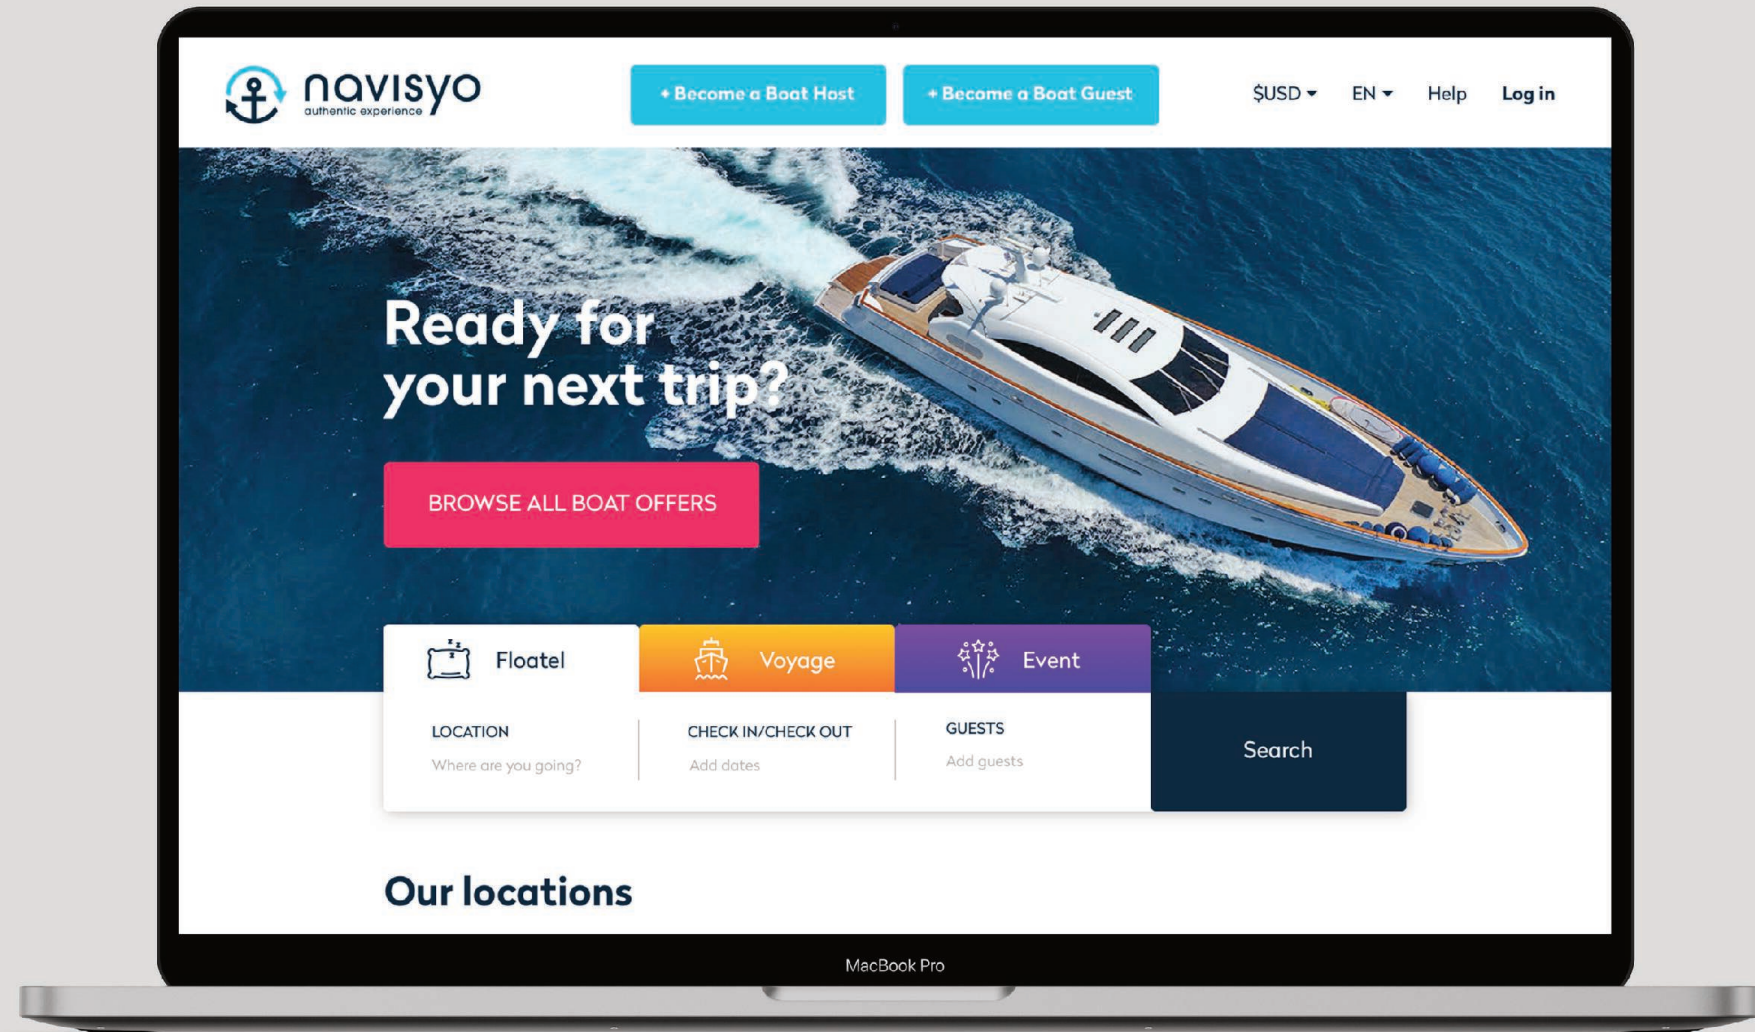 navisyo
authentic experience
+ Become a Boat Host
+ Become a Boat Guest
$USD
EN
Help
Log in
Ready for
your next trip?
BROWSE ALL BOAT OFFERS
Floatel
Voyage
Event
LOCATION
CHECK IN/CHECK OUT
GUESTS
Where are you going?
Add dates
Add guests
Search
Our locations
MacBook Pro